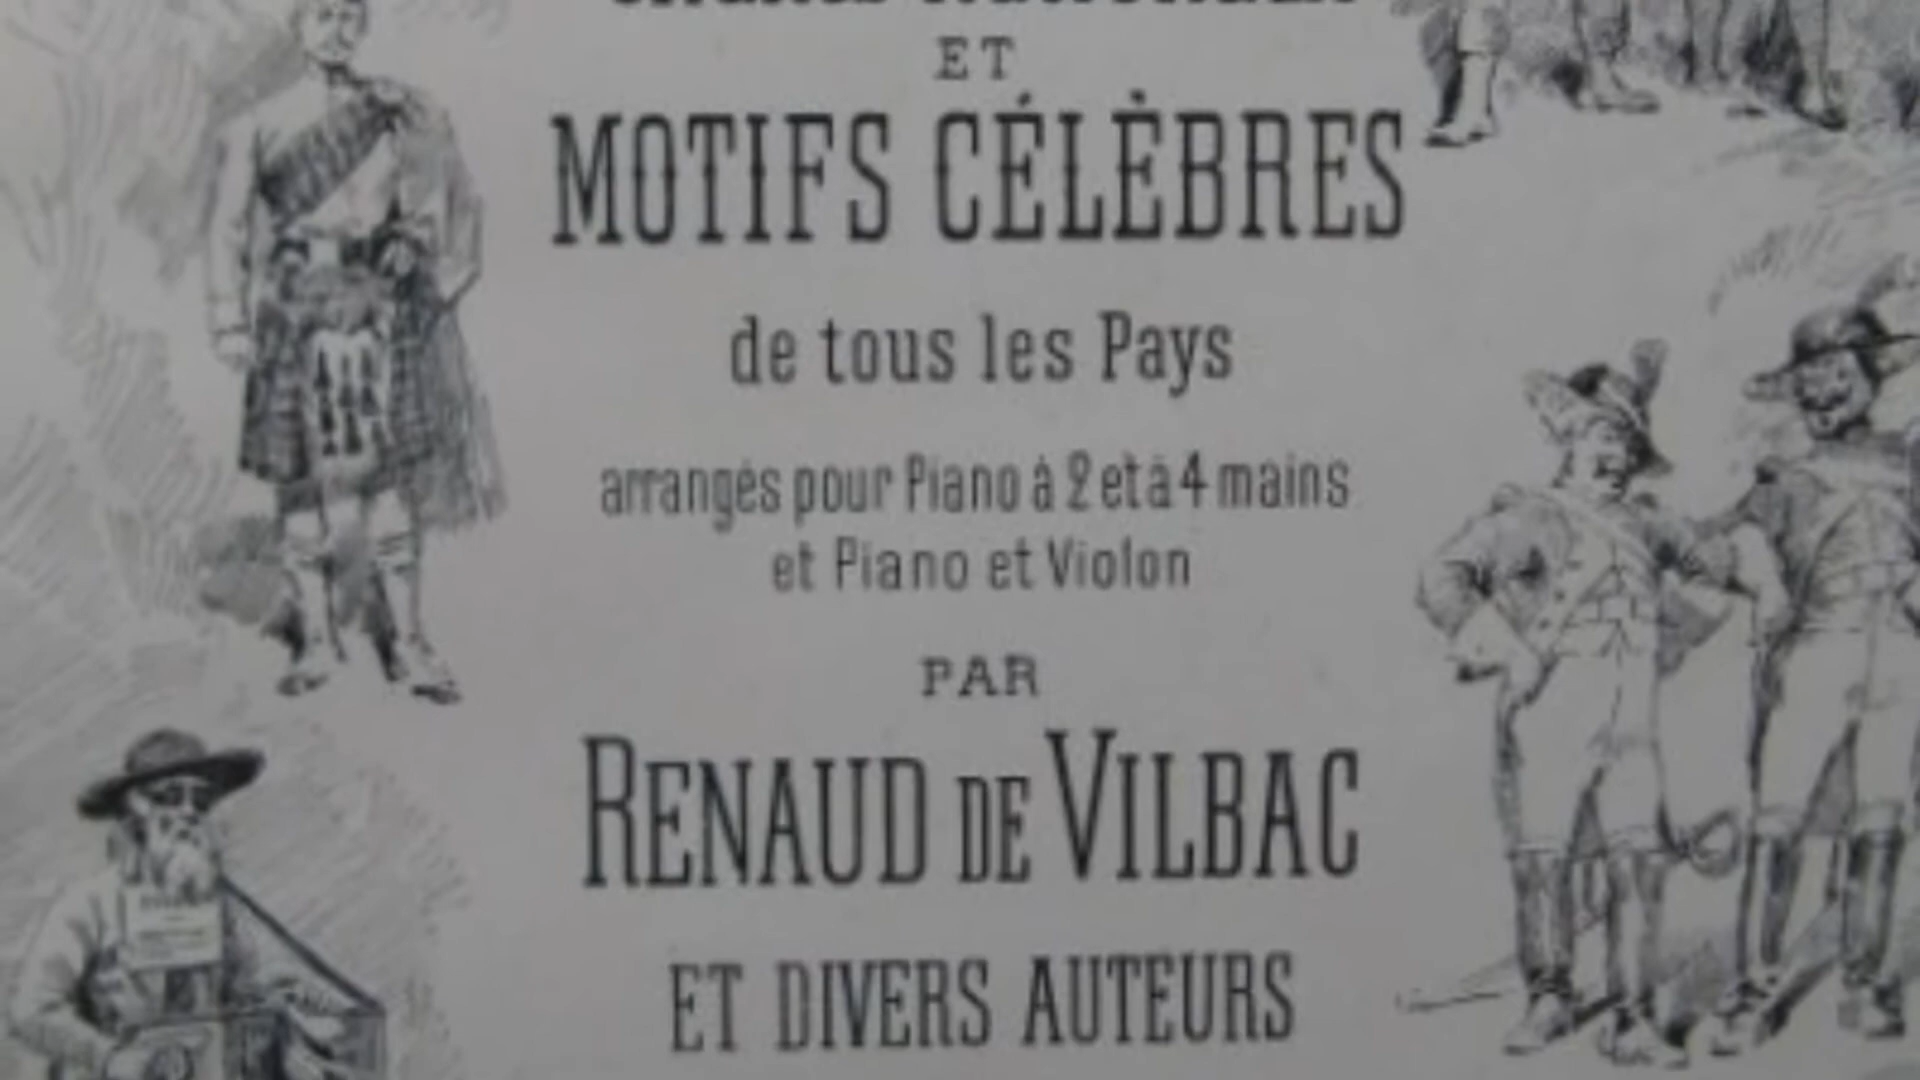 ET
MOTIFS CÉLÈBRES
de tous les Pays
arrangés pour Piano à 2 et à 4 mains
et Piano et Violon
PAR
RENAUD DE VILBAC
ET DIVERS AUTEURS